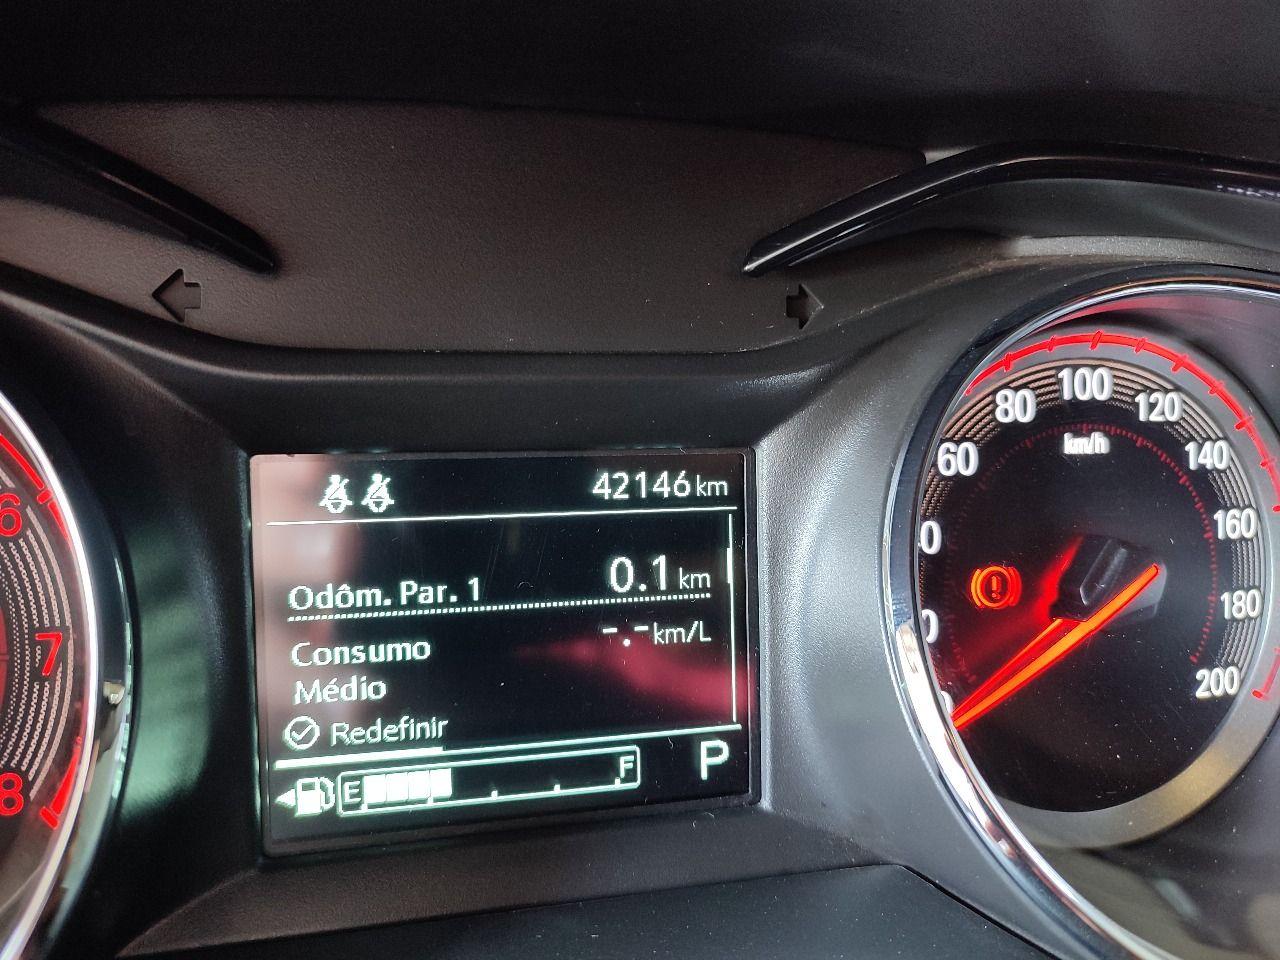 42146 km
Odôm. Par. 1 0.1 km
Consumo -.- km/L
Médio
Redefinir
E F P
6
7
8
60
80
100
120
140
160
180
200
km/h